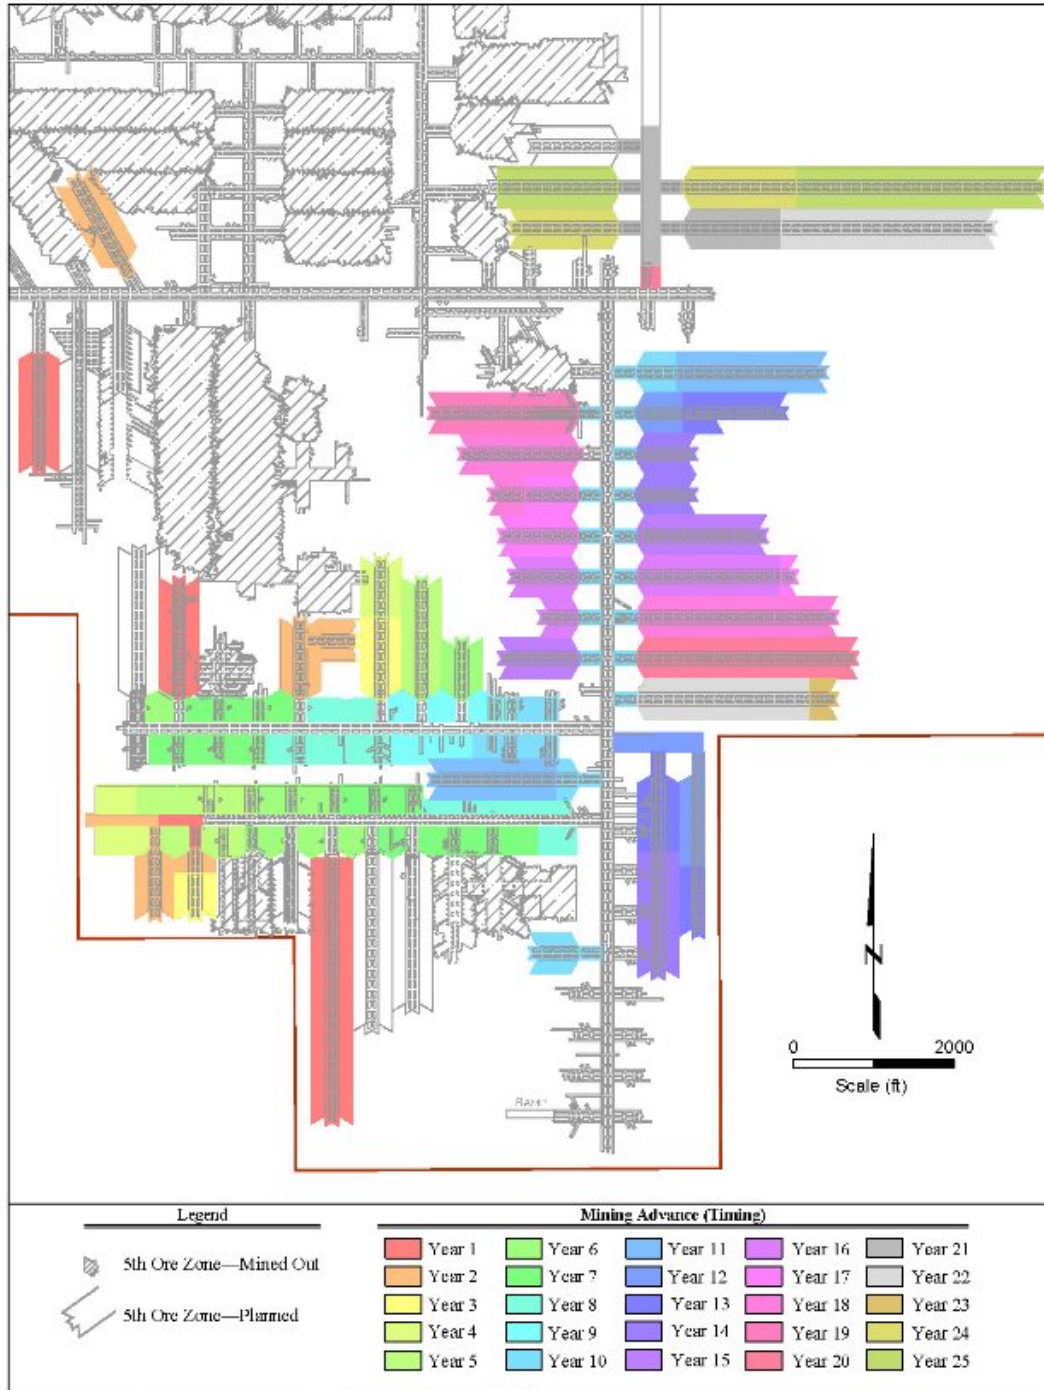 RAMP
0 2000
Scale (ft)
Legend
5th Ore Zone—Mined Out
5th Ore Zone—Planned
Mining Advance (Timing)
Year 1 Year 6 Year 11 Year 16 Year 21
Year 2 Year 7 Year 12 Year 17 Year 22
Year 3 Year 8 Year 13 Year 18 Year 23
Year 4 Year 9 Year 14 Year 19 Year 24
Year 5 Year 10 Year 15 Year 20 Year 25